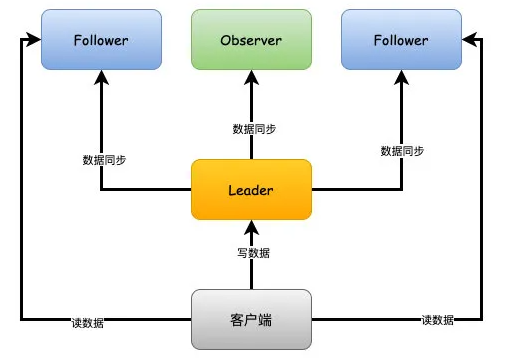 Follower
Observer
Follower
数据同步
数据同步
数据同步
Leader
写数据
客户端
读数据
读数据